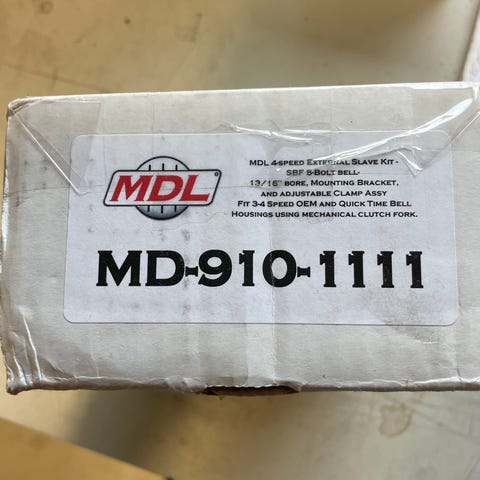 MDL
MDL 4-speed External Slave Kit -
SBF 6-Bolt bell-
13/16" bore, Mounting Bracket,
and adjustable Clamp Assy
Fit 3-4 Speed OEM and Quick Time Bell
Housings using mechanical clutch fork.
MD-910-1111